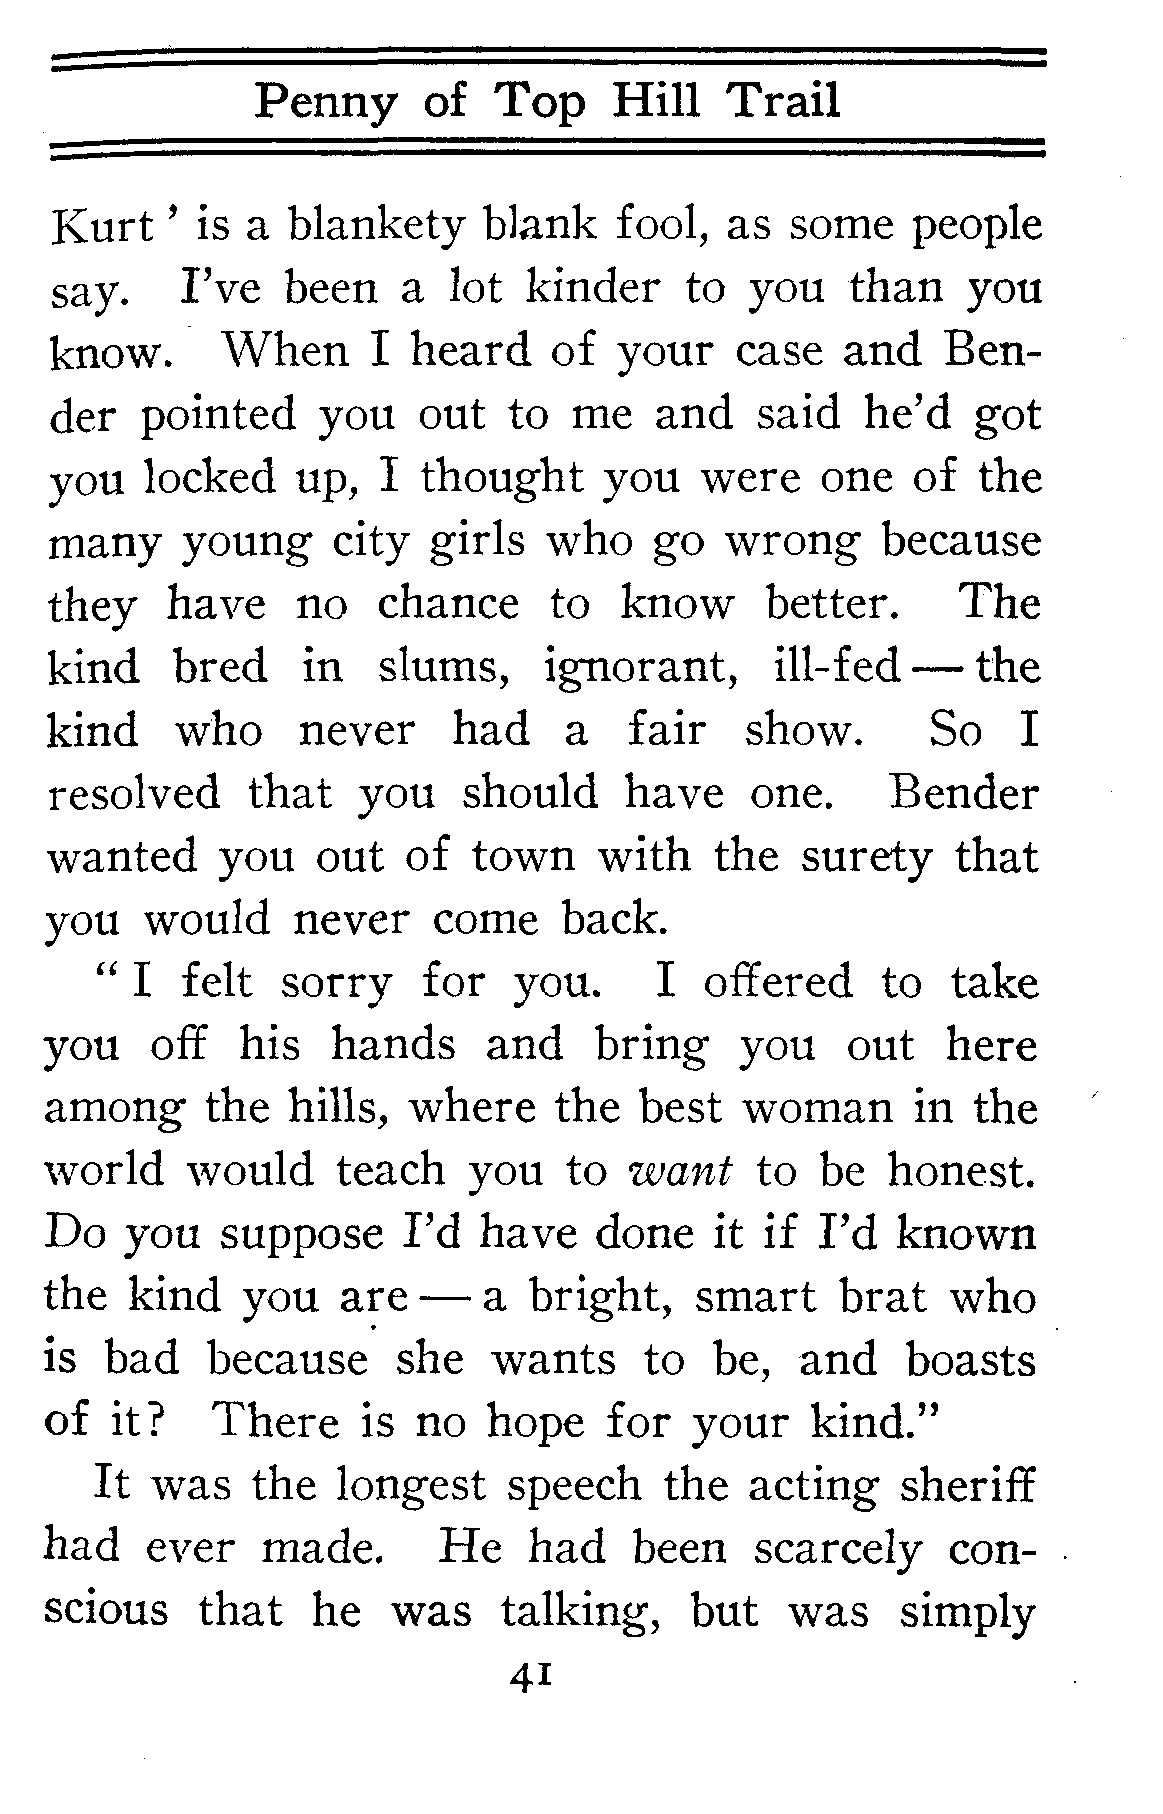 Penny of Top Hill Trail
Kurt ' is a blankety blank fool, as some people
say. I've been a lot kinder to you than you
know. When I heard of your case and Ben-
der pointed you out to me and said he'd got
you locked up, I thought you were one of the
many young city girls who go wrong because
they have no chance to know better. The
kind bred in slums, ignorant, ill-fed — the
kind who never had a fair show. So I
resolved that you should have one. Bender
wanted you out of town with the surety that
you would never come back.
" I felt sorry for you. I offered to take
you off his hands and bring you out here
among the hills, where the best woman in the
world would teach you to want to be honest.
Do you suppose I'd have done it if I'd known
the kind you are — a bright, smart brat who
is bad because she wants to be, and boasts
of it? There is no hope for your kind."
It was the longest speech the acting sheriff
had ever made. He had been scarcely con-
scious that he was talking, but was simply
41